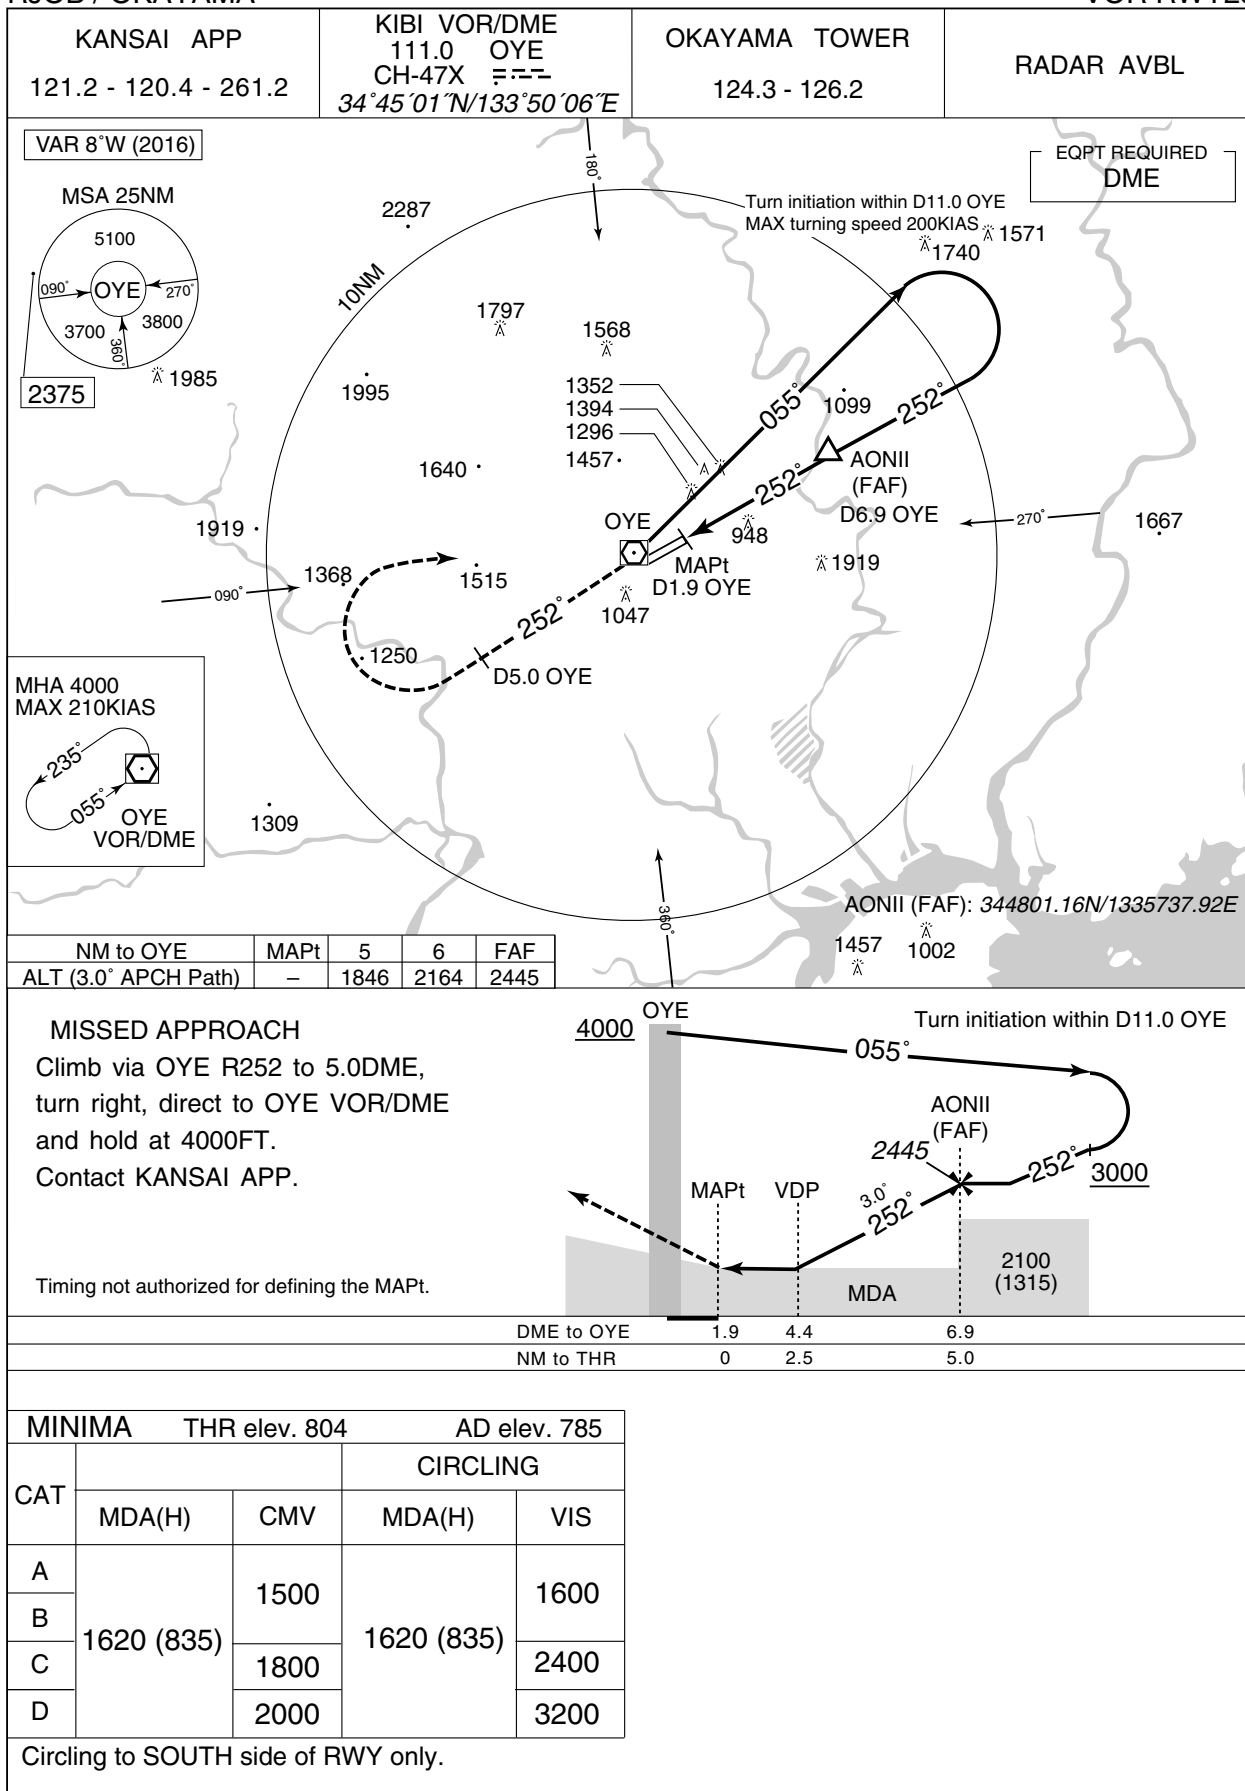 KANSAI APP
121.2 - 120.4 - 261.2
KIBI VOR/DME
111.0 OYE
CH-47X
34°45´01˝N/133°50´06˝E
OKAYAMA TOWER
124.3 - 126.2
RADAR AVBL
VAR 8°W (2016)
EQPT REQUIRED
DME
MSA 25NM
5100
090°
OYE
270°
3700
3800
360°
2375
1985
180°
2287
10NM
Turn initiation within D11.0 OYE
MAX turning speed 200KIAS
1571
1740
1797
1568
1995
1352
1394
1296
1457
1640
055°
1099
252°
AONII
(FAF)
D6.9 OYE
252°
1919
OYE
948
270°
1667
MAPt
D1.9 OYE
1919
1368
1515
090°
1047
252°
1250
D5.0 OYE
MHA 4000
MAX 210KIAS
235°
055°
OYE
VOR/DME
1309
360°
AONII (FAF): 344801.16N/1335737.92E
1457
1002
NM to OYE MAPt 5 6 FAF
ALT (3.0° APCH Path) – 1846 2164 2445
MISSED APPROACH
Climb via OYE R252 to 5.0DME,
turn right, direct to OYE VOR/DME
and hold at 4000FT.
Contact KANSAI APP.
Timing not authorized for defining the MAPt.
4000
OYE
Turn initiation within D11.0 OYE
055°
AONII
(FAF)
2445
252°
3000
MAPt
VDP
3.0°
252°
2100
(1315)
MDA
DME to OYE 1.9 4.4 6.9
NM to THR 0 2.5 5.0
MINIMA THR elev. 804 AD elev. 785
CIRCLING
CAT
MDA(H) CMV MDA(H) VIS
A
B
C
D
1620 (835)
1500
1800
2000
1620 (835)
1600
2400
3200
Circling to SOUTH side of RWY only.